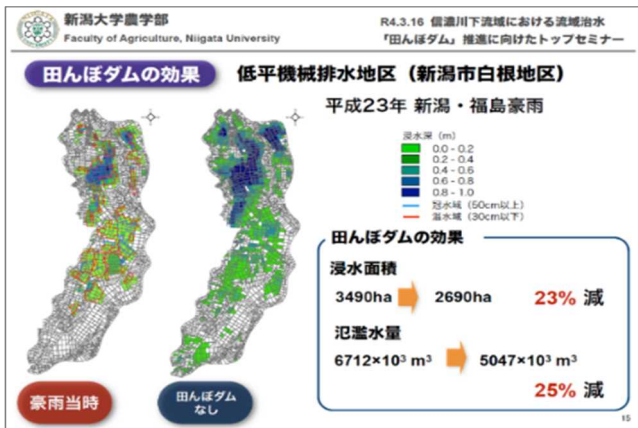 新潟大学農学部
Faculty of Agriculture, Niigata University
R4.3.16 信濃川下流域における流域治水
「田んぼダム」推進に向けたトップセミナー
田んぼダムの効果
低平機械排水地区（新潟市白根地区）
平成23年 新潟・福島豪雨
浸水深（m）
0.0 - 0.2
0.2 - 0.4
0.4 - 0.6
0.6 - 0.8
0.8 - 1.0
冠水域（50cm以上）
湛水域（30cm以下）
田んぼダムの効果
浸水面積
3490ha 2690ha 23% 減
氾濫水量
6712×10³ m³ 5047×10³ m³
25% 減
豪雨当時
田んぼダム
なし
15